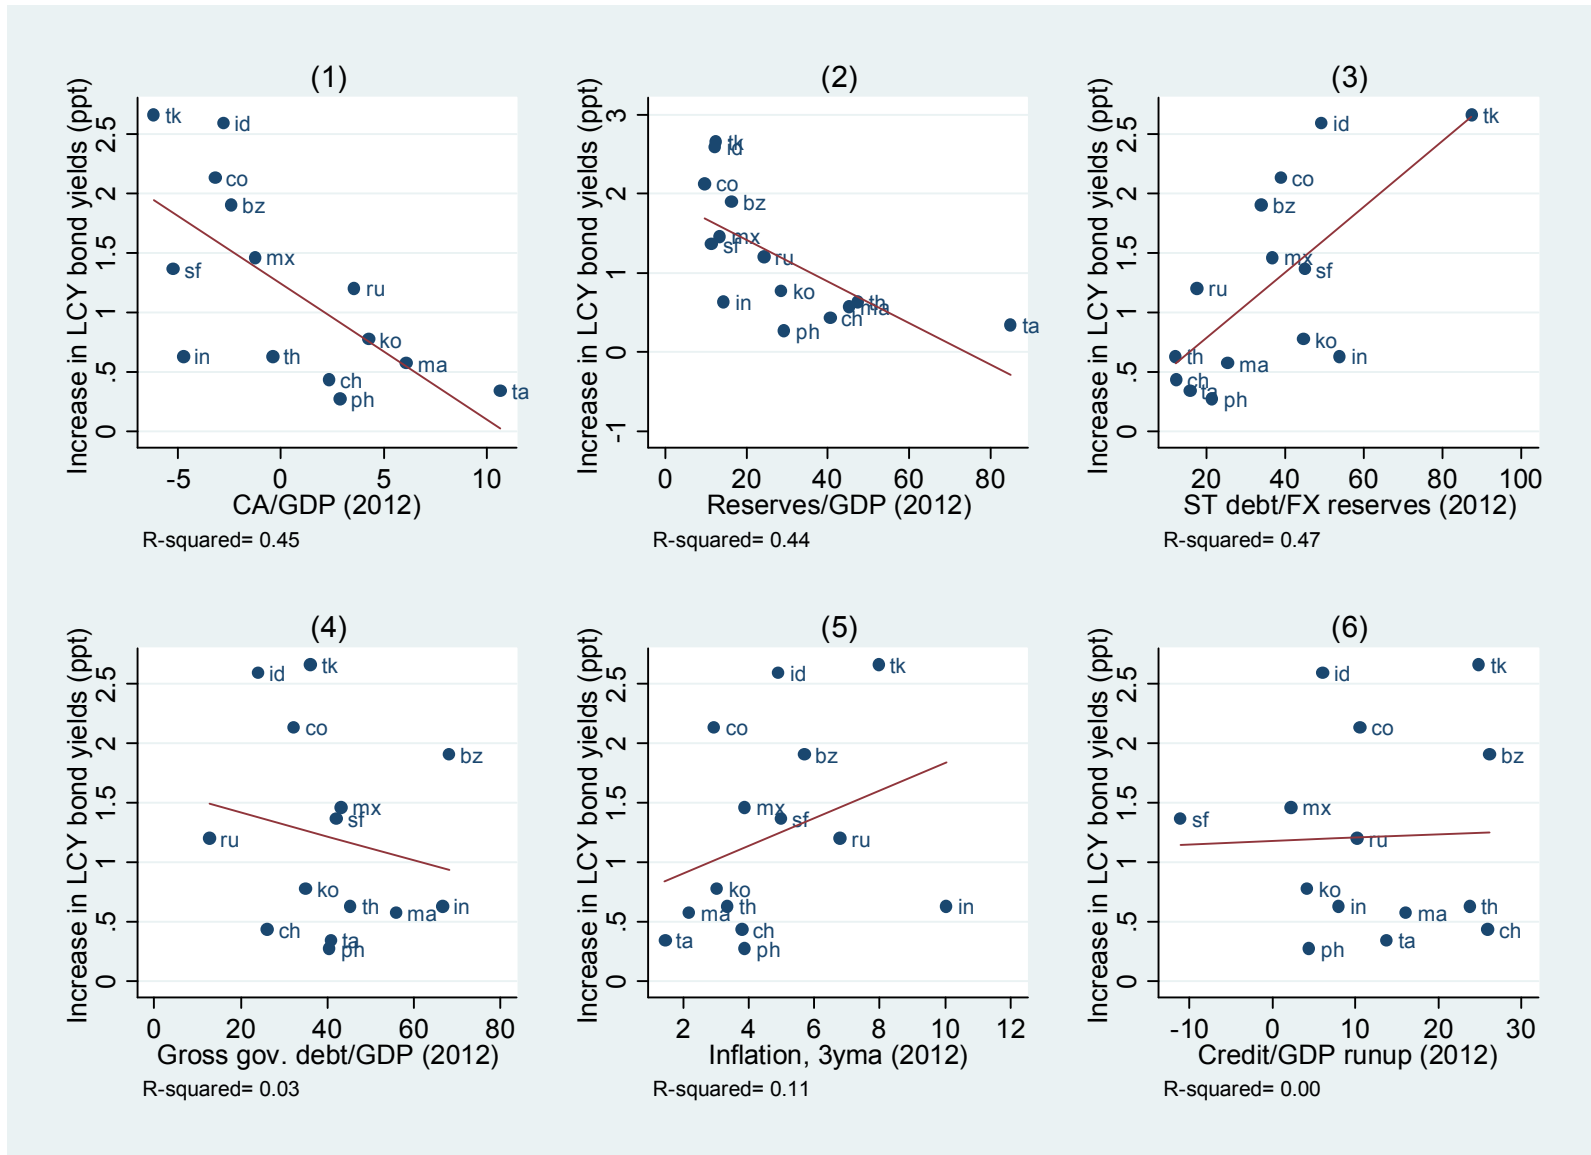 (1)
Increase in LCY bond yields (ppt)
2.5
2
1.5
1
.5
0
tk
id
co
bz
mx
sf
ru
ko
in
th
ma
ch
ph
ta
-5 0 5 10
CA/GDP (2012)
R-squared= 0.45
(2)
Increase in LCY bond yields (ppt)
3
2
1
0
-1
tk
id
co
bz
mx
sf
ru
in
ko
th
ma
ch
ph
ta
0 20 40 60 80
Reserves/GDP (2012)
R-squared= 0.44
(3)
Increase in LCY bond yields (ppt)
2.5
2
1.5
1
.5
0
tk
id
co
bz
mx
sf
ru
ko
th
in
ma
ch
ta
ph
20 40 60 80 100
ST debt/FX reserves (2012)
R-squared= 0.47
(4)
Increase in LCY bond yields (ppt)
2.5
2
1.5
1
.5
0
tk
id
co
bz
mx
sf
ru
ko
th
ma
in
ch
ta
ph
0 20 40 60 80
Gross gov. debt/GDP (2012)
R-squared= 0.03
(5)
Increase in LCY bond yields (ppt)
2.5
2
1.5
1
.5
0
tk
id
co
bz
mx
sf
ru
ko
ma
th
in
ch
ta
ph
2 4 6 8 10 12
Inflation, 3yma (2012)
R-squared= 0.11
(6)
Increase in LCY bond yields (ppt)
2.5
2
1.5
1
.5
0
tk
id
co
bz
mx
sf
ru
ko
in
ma
th
ch
ta
ph
-10 0 10 20 30
Credit/GDP runup (2012)
R-squared= 0.00